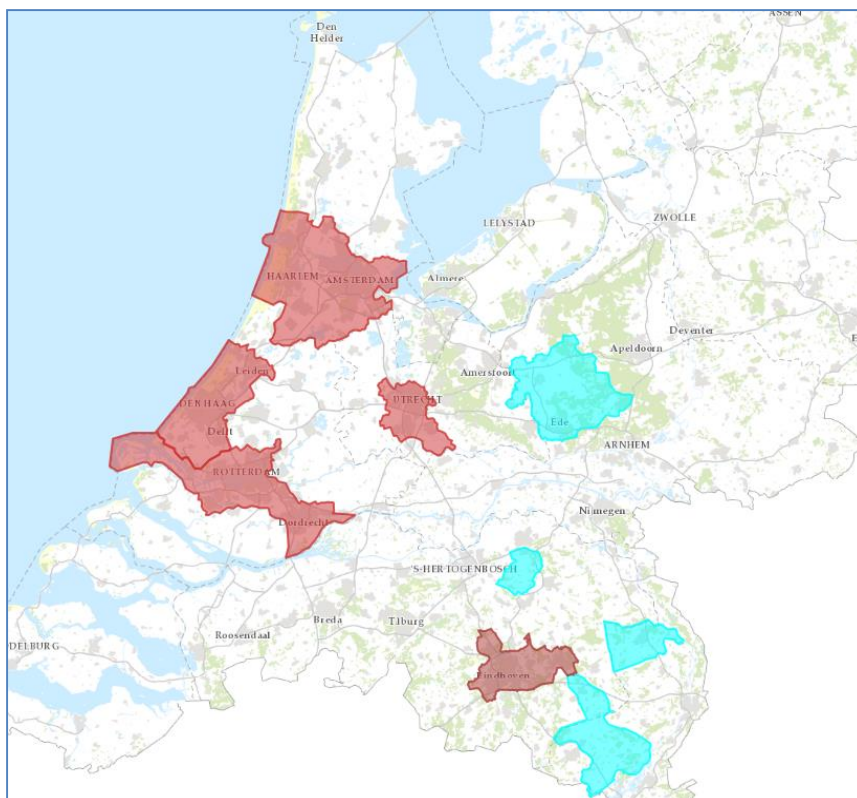 ASSEN
Den
Helder
LELYSTAD
ZWOLLE
HAARLEM
AMSTERDAM
Almere
Deventer
Apeldoorn
Leiden
Amersfoort
DEN HAAG
UTRECHT
Delft
Ede
ARNHEM
ROTTERDAM
Dordrecht
Nijmegen
'S-HERTOGENBOSCH
Breda
Tilburg
Roosendaal
DELBURG
Eindhoven